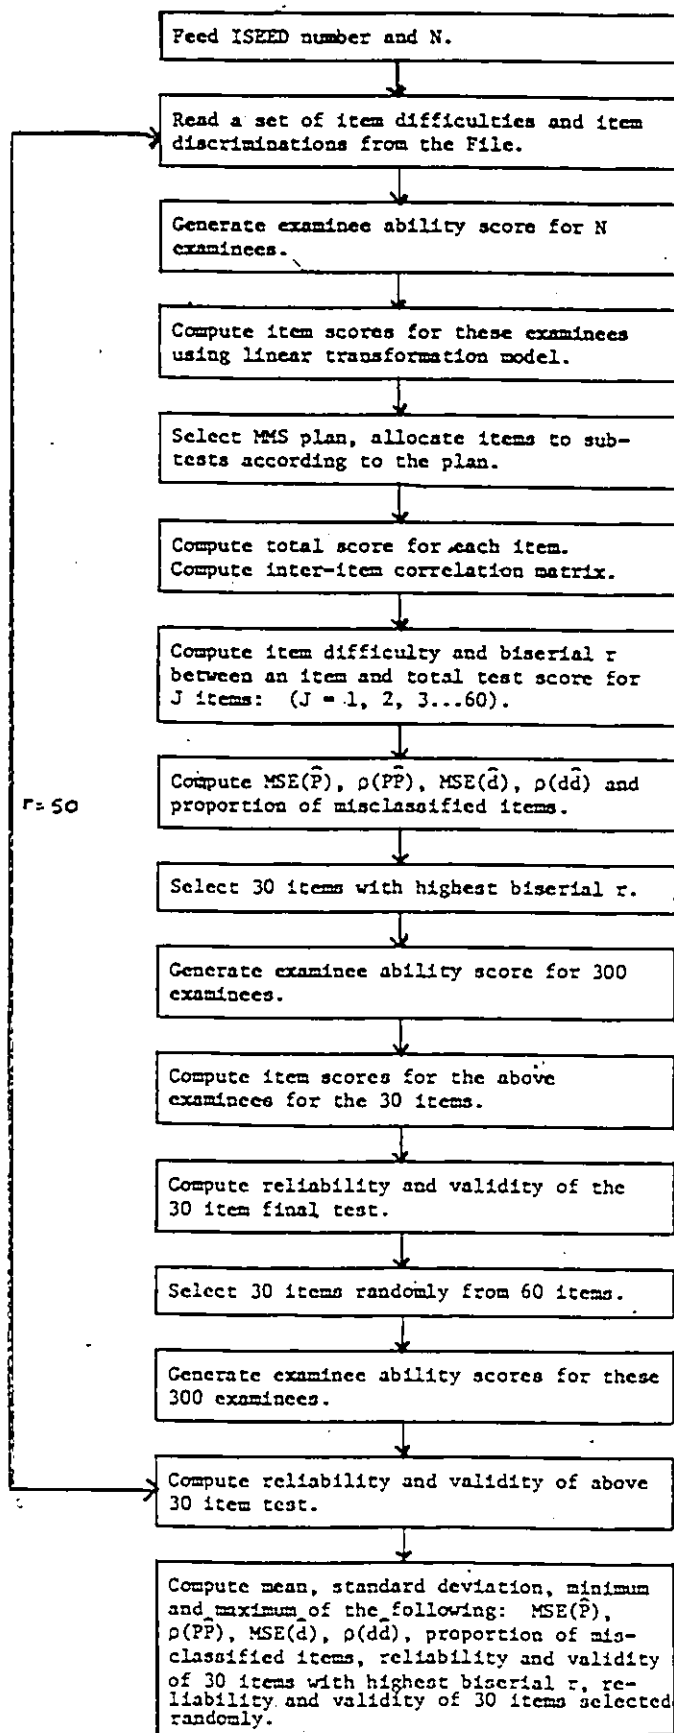 Feed ISEED number and N.
Read a set of item difficulties and item
discriminations from the File.
Generate examinee ability score for N
examinees.
Compute item scores for these examinees
using linear transformation model.
Select MMS plan, allocate items to sub-
tests according to the plan.
Compute total score for each item.
Compute inter-item correlation matrix.
Compute item difficulty and biserial r
between an item and total test score for
J items: (J = 1, 2, 3...60).
Compute MSE(P̂), ρ(PP̂), MSE(d̂), ρ(dd̂) and
proportion of misclassified items.
r=50
Select 30 items with highest biserial r.
Generate examinee ability score for 300
examinees.
Compute item scores for the above
examinees for the 30 items.
Compute reliability and validity of the
30 item final test.
Select 30 items randomly from 60 items.
Generate examinee ability scores for these
300 examinees.
Compute reliability and validity of above
30 item test.
Compute mean, standard deviation, minimum
and maximum of the following: MSE(P̂),
ρ(PP̂), MSE(d̂), ρ(dd̂), proportion of mis-
classified items, reliability and validity
of 30 items with highest biserial r, re-
liability and validity of 30 items selected
randomly.